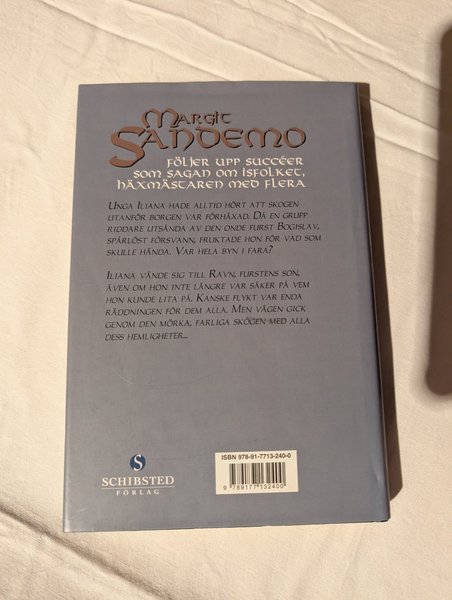 Margit
Sandemo
följer upp succéer
som Sagan om Isfolket,
Häxmästaren med flera
Unga Iliana hade alltid hört att skogen
utanför borgen var förhäxad. Då en grupp
riddare utsända av den onde furst Bogislav,
spårlöst försvann, fruktade hon för vad som
skulle hända. Var hela byn i fara?
Iliana vände sig till Ravn, furstens son,
även om hon inte längre var säker på vem
hon kunde lita på. Kanske flykt var enda
räddningen för dem alla. Men vägen gick
genom den mörka, farliga skogen med alla
dess hemligheter...
ISBN 978-91-7713-240-0
9 789177 132400
S
SCHIBSTED
FÖRLAG